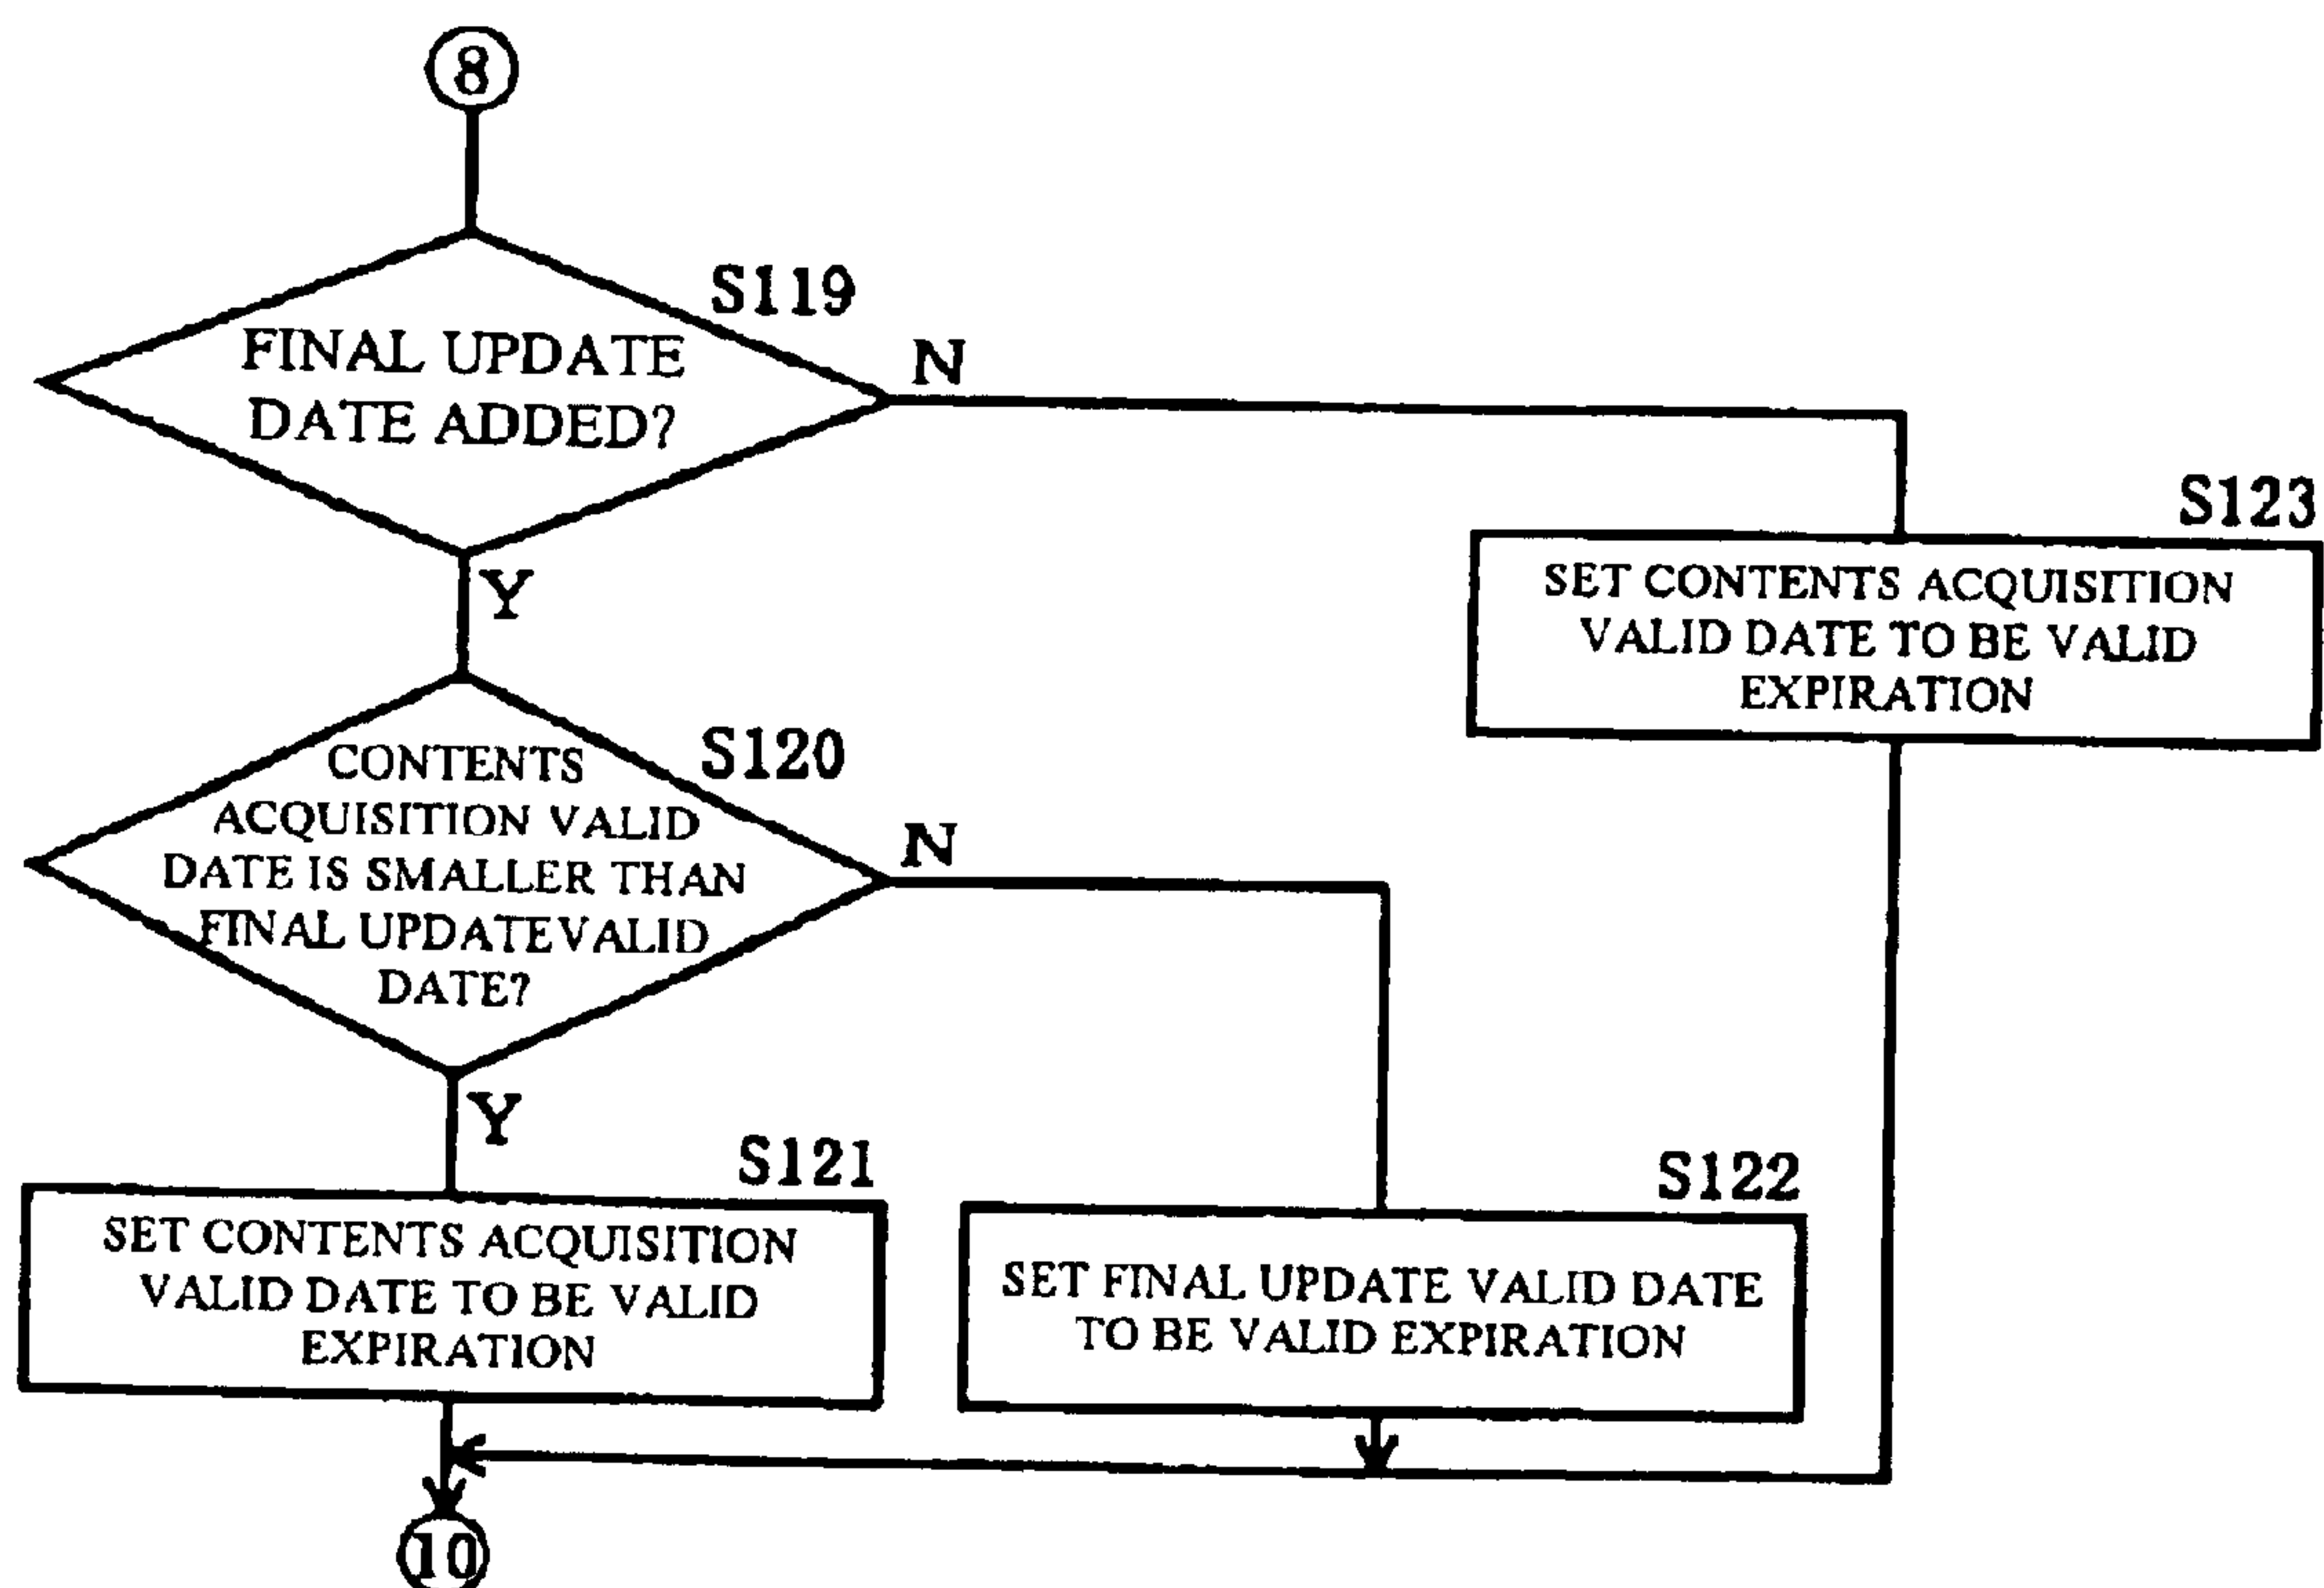 8
S119
FINAL UPDATE
DATE ADDED?
N
Y
S123
SET CONTENTS ACQUISITION
VALID DATE TO BE VALID
EXPIRATION
S120
CONTENTS
ACQUISITION VALID
DATE IS SMALLER THAN
FINAL UPDATEVALID
DATE?
N
Y
S121
SET CONTENTS ACQUISITION
VALID DATE TO BE VALID
EXPIRATION
S122
SET FINAL UPDATE VALID DATE
TO BE VALID EXPIRATION
10